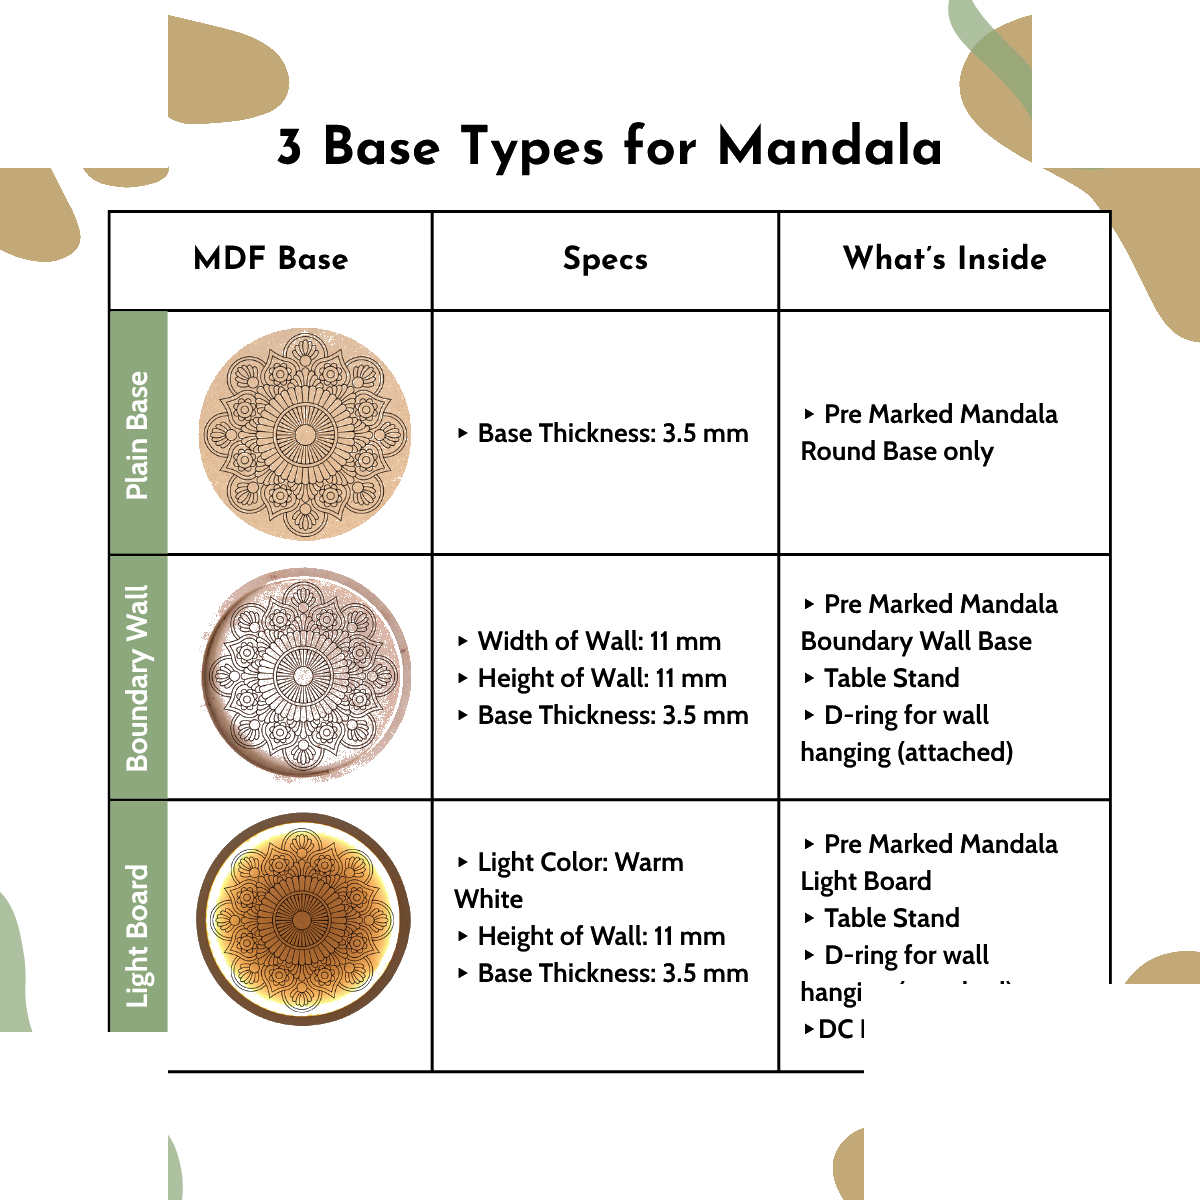 3 Base Types for Mandala
MDF Base
Specs
What's Inside
Plain Base
‣ Base Thickness: 3.5 mm
‣ Pre Marked Mandala
Round Base only
Boundary Wall
‣ Width of Wall: 11 mm
‣ Height of Wall: 11 mm
‣ Base Thickness: 3.5 mm
‣ Pre Marked Mandala
Boundary Wall Base
‣ Table Stand
‣ D-ring for wall
hanging (attached)
Light Board
‣ Light Color: Warm
White
‣ Height of Wall: 11 mm
‣ Base Thickness: 3.5 mm
‣ Pre Marked Mandala
Light Board
‣ Table Stand
‣ D-ring for wall
‣DC